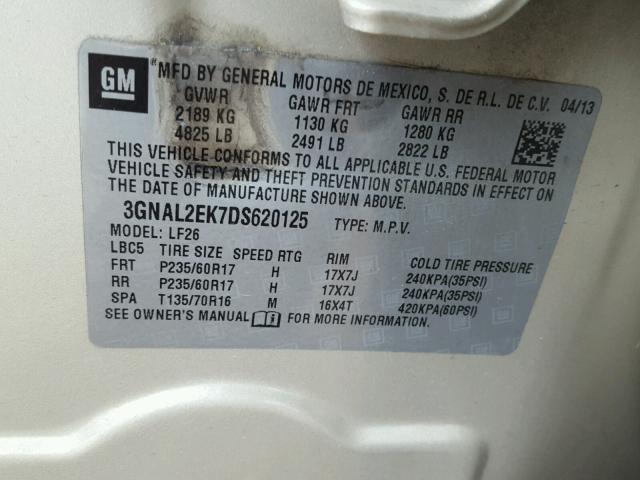 GM
®MFD BY GENERAL MOTORS DE MEXICO, S. DE R.L. DE C.V. 04/13
GVWR GAWR FRT GAWR RR
2189 KG 1130 KG 1280 KG
4825 LB 2491 LB 2822 LB
THIS VEHICLE CONFORMS TO ALL APPLICABLE U.S. FEDERAL MOTOR
VEHICLE SAFETY AND THEFT PREVENTION STANDARDS IN EFFECT ON
THE DATE OF MANUFACTURE SHOWN ABOVE.
3GNAL2EK7DS620125 TYPE: M.P.V.
MODEL: LF26
LBC5 TIRE SIZE SPEED RTG RIM COLD TIRE PRESSURE
FRT P235/60R17 H 17X7J 240KPA(35PSI)
RR P235/60R17 H 17X7J 240KPA(35PSI)
SPA T135/70R16 M 16X4T 420KPA(60PSI)
SEE OWNER'S MANUAL FOR MORE INFORMATION.